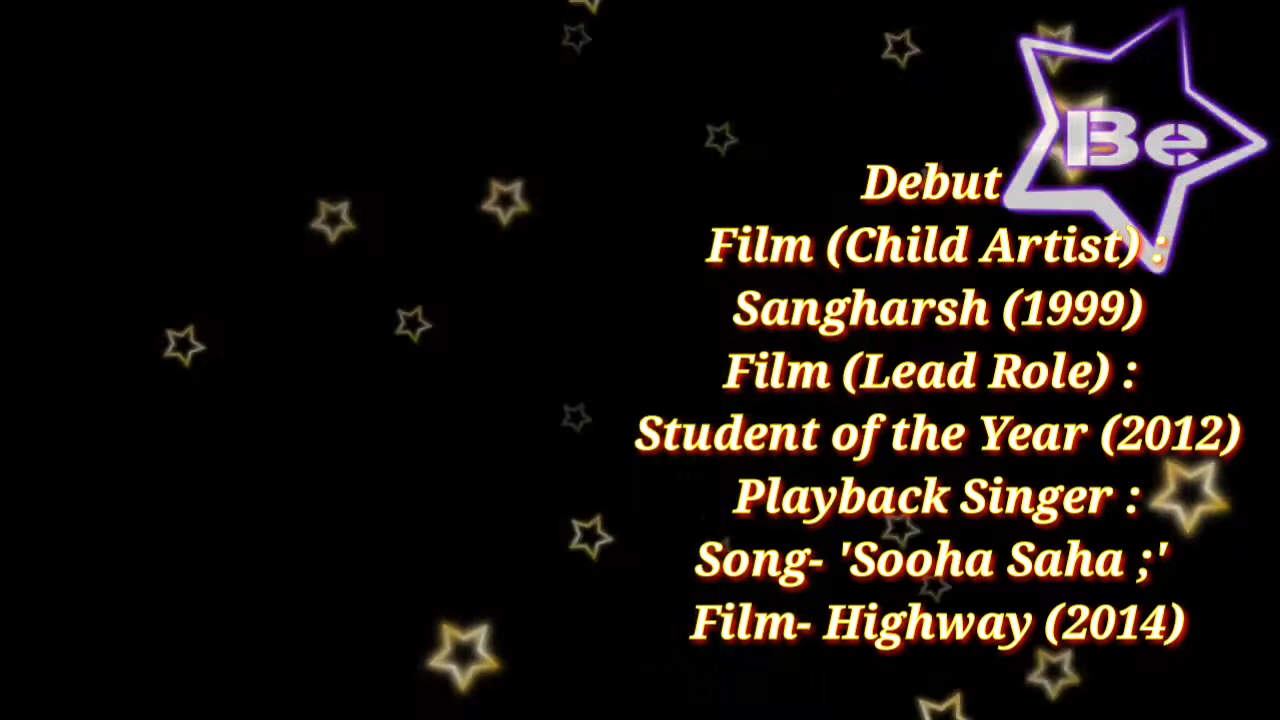 Be
Debut
Film (Child Artist) :
Sangharsh (1999)
Film (Lead Role) :
Student of the Year (2012)
Playback Singer :
Song- 'Sooha Saha ;'
Film- Highway (2014)